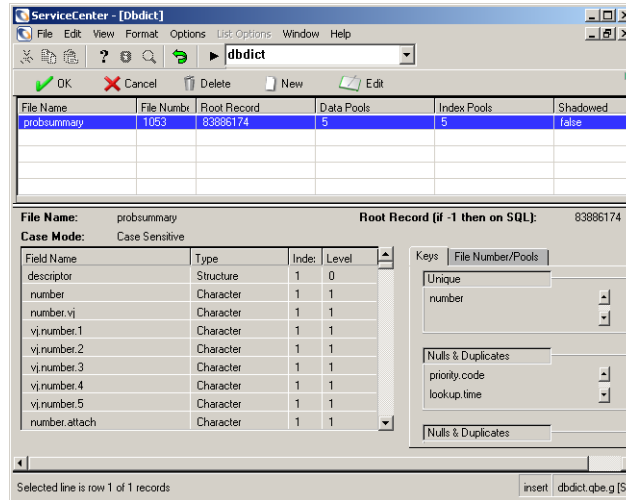 ServiceCenter - [Dbdict]
File Edit View Format Options List Options Window Help
dbdict
OK Cancel Delete New Edit
File Name File Numbe Root Record Data Pools Index Pools Shadowed
probsummary 1053 83886174 5 5 false
File Name: probsummary Root Record (if -1 then on SQL): 83886174
Case Mode: Case Sensitive
Field Name Type Inde: Level
descriptor Structure 1 0
number Character 1 1
number.vj Character 1 1
vj.number.1 Character 1 1
vj.number.2 Character 1 1
vj.number.3 Character 1 1
vj.number.4 Character 1 1
vj.number.5 Character 1 1
number.attach Character 1 1
Keys File Number/Pools
Unique
number
Nulls & Duplicates
priority.code
lookup.time
Nulls & Duplicates
Selected line is row 1 of 1 records insert dbdict.qbe.g [S